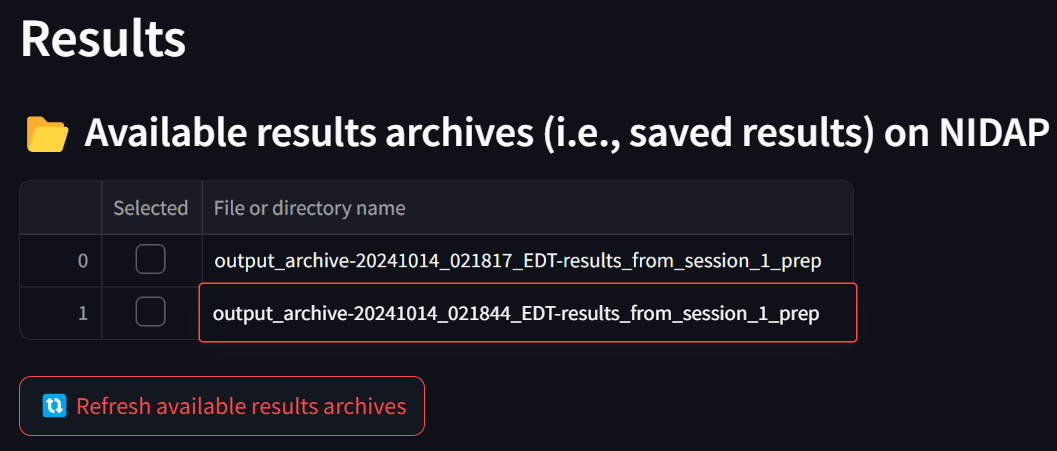 Results
Available results archives (i.e., saved results) on NIDAP
Selected File or directory name
0 output_archive-20241014_021817_EDT-results_from_session_1_prep
1 output_archive-20241014_021844_EDT-results_from_session_1_prep
Refresh available results archives